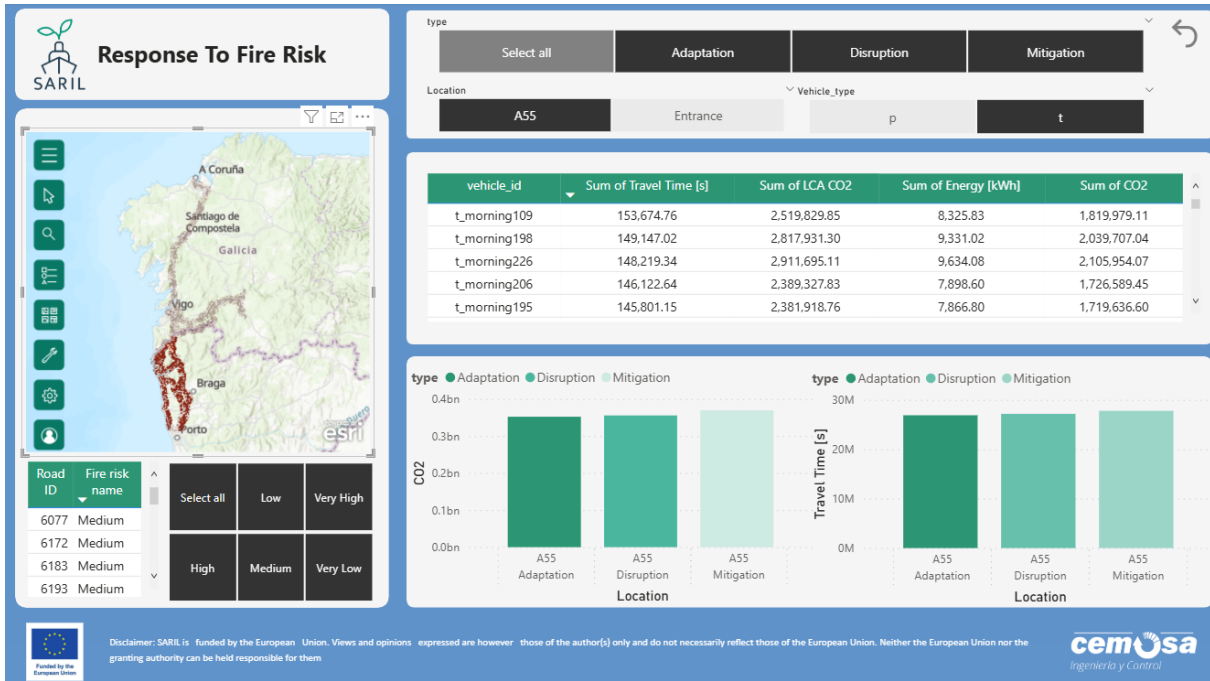 SARIL
Response To Fire Risk
type
Select all Adaptation Disruption Mitigation
Location Vehicle_type
A55 Entrance p t
A Coruña
Santiago de
Compostela
Galicia
Vigo
Braga
Porto
esri
vehicle_id Sum of Travel Time [s] Sum of LCA CO2 Sum of Energy [kWh] Sum of CO2
t_morning109 153,674.76 2,519,829.85 8,325.83 1,819,979.11
t_morning198 149,147.02 2,817,931.30 9,331.02 2,039,707.04
t_morning226 148,219.34 2,911,695.11 9,634.08 2,105,954.07
t_morning206 146,122.64 2,389,327.83 7,898.60 1,726,589.45
t_morning195 145,801.15 2,381,918.76 7,866.80 1,719,636.60
Road ID Fire risk name
6077 Medium
6172 Medium
6183 Medium
6193 Medium
Select all Low Very High
High Medium Very Low
type Adaptation Disruption Mitigation
0.4bn
0.3bn
0.2bn
0.1bn
0.0bn
CO2
A55 A55 A55
Adaptation Disruption Mitigation
Location
type Adaptation Disruption Mitigation
30M
20M
10M
0M
Travel Time [s]
A55 A55 A55
Adaptation Disruption Mitigation
Location
Funded by the
European Union
Disclaimer: SARIL is funded by the European Union. Views and opinions expressed are however those of the author(s) only and do not necessarily reflect those of the European Union. Neither the European Union nor the
granting authority can be held responsible for them
cemosa
Ingeniería y Control